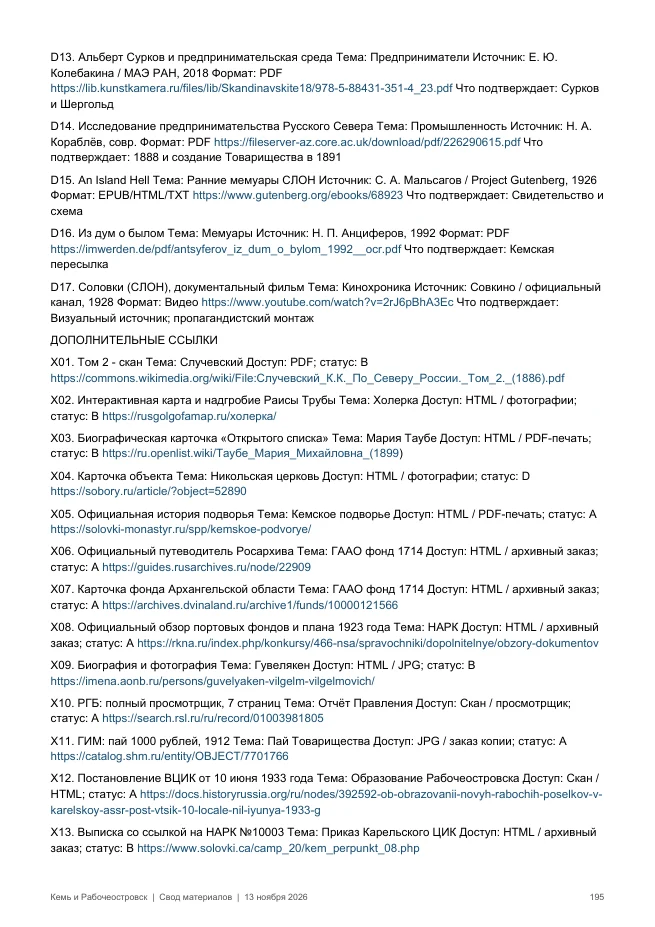 D13. Альберт Сурков и предпринимательская среда Тема: Предприниматели Источник: Е. Ю.
Колебакина / МАЭ РАН, 2018 Формат: PDF
https://lib.kunstkamera.ru/files/lib/Skandinavskite18/978-5-88431-351-4_23.pdf Что подтверждает: Сурков
и Шергольд
D14. Исследование предпринимательства Русского Севера Тема: Промышленность Источник: Н. А.
Кораблёв, совр. Формат: PDF https://fileserver-az.core.ac.uk/download/pdf/226290615.pdf Что
подтверждает: 1888 и создание Товарищества в 1891
D15. An Island Hell Тема: Ранние мемуары СЛОН Источник: С. А. Мальсагов / Project Gutenberg, 1926
Формат: EPUB/HTML/TXT https://www.gutenberg.org/ebooks/68923 Что подтверждает: Свидетельство и
схема
D16. Из дум о былом Тема: Мемуары Источник: Н. П. Анциферов, 1992 Формат: PDF
https://imwerden.de/pdf/antsyferov_iz_dum_o_bylom_1992__ocr.pdf Что подтверждает: Кемская
пересылка
D17. Соловки (СЛОН), документальный фильм Тема: Кинохроника Источник: Совкино / официальный
канал, 1928 Формат: Видео https://www.youtube.com/watch?v=2rJ6pBhA3Ec Что подтверждает:
Визуальный источник; пропагандистский монтаж
ДОПОЛНИТЕЛЬНЫЕ ССЫЛКИ
X01. Том 2 - скан Тема: Случевский Доступ: PDF; статус: B
https://commons.wikimedia.org/wiki/File:Случевский_К.К._По_Северу_России._Том_2._(1886).pdf
X02. Интерактивная карта и надгробие Раисы Трубы Тема: Холерка Доступ: HTML / фотографии;
статус: B https://rusgolgofamap.ru/холерка/
X03. Биографическая карточка «Открытого списка» Тема: Мария Таубе Доступ: HTML / PDF-печать;
статус: B https://ru.openlist.wiki/Таубе_Мария_Михайловна_(1899)
X04. Карточка объекта Тема: Никольская церковь Доступ: HTML / фотографии; статус: D
https://sobory.ru/article/?object=52890
X05. Официальная история подворья Тема: Кемское подворье Доступ: HTML / PDF-печать; статус: A
https://solovki-monastyr.ru/spp/kemskoe-podvorye/
X06. Официальный путеводитель Росархива Тема: ГААО фонд 1714 Доступ: HTML / архивный заказ;
статус: A https://guides.rusarchives.ru/node/22909
X07. Карточка фонда Архангельской области Тема: ГААО фонд 1714 Доступ: HTML / архивный заказ;
статус: A https://archives.dvinaland.ru/archive1/funds/10000121566
X08. Официальный обзор портовых фондов и плана 1923 года Тема: НАРК Доступ: HTML / архивный
заказ; статус: A https://rkna.ru/index.php/konkursy/466-nsa/spravochniki/dopolnitelnye/obzory-dokumentov
X09. Биография и фотография Тема: Гувелякен Доступ: HTML / JPG; статус: B
https://imena.aonb.ru/persons/guvelyaken-vilgelm-vilgelmovich/
X10. РГБ: полный просмотрщик, 7 страниц Тема: Отчёт Правления Доступ: Скан / просмотрщик;
статус: A https://search.rsl.ru/ru/record/01003981805
X11. ГИМ: пай 1000 рублей, 1912 Тема: Пай Товарищества Доступ: JPG / заказ копии; статус: A
https://catalog.shm.ru/entity/OBJECT/7701766
X12. Постановление ВЦИК от 10 июня 1933 года Тема: Образование Рабочеостровска Доступ: Скан /
HTML; статус: A https://docs.historyrussia.org/ru/nodes/392592-ob-obrazovanii-novyh-rabochih-poselkov-v-
karelskoy-assr-post-vtsik-10-locale-nil-iyunya-1933-g
X13. Выписка со ссылкой на НАРК №10003 Тема: Приказ Карельского ЦИК Доступ: HTML / архивный
заказ; статус: B https://www.solovki.ca/camp_20/kem_perpunkt_08.php
Кемь и Рабочеостровск | Свод материалов | 13 ноября 2026
195